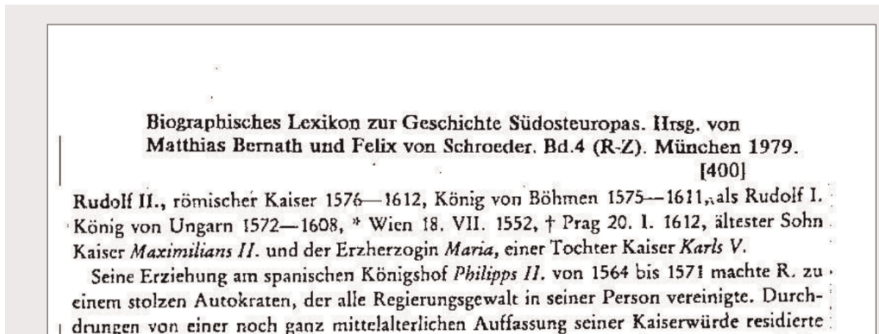 Biographisches Lexikon zur Geschichte Südosteuropas. Hrsg. von
Matthias Bernath und Felix von Schroeder. Bd.4 (R-Z). München 1979.
[400]
Rudolf II., römischer Kaiser 1576—1612, König von Böhmen 1575—1611, als Rudolf I.
König von Ungarn 1572—1608, * Wien 18. VII. 1552, † Prag 20. I. 1612, ältester Sohn
Kaiser Maximilians II. und der Erzherzogin Maria, einer Tochter Kaiser Karls V.
Seine Erziehung am spanischen Königshof Philipps II. von 1564 bis 1571 machte R. zu
einem stolzen Autokraten, der alle Regierungsgewalt in seiner Person vereinigte. Durch-
drungen von einer noch ganz mittelalterlichen Auffassung seiner Kaiserwürde residierte